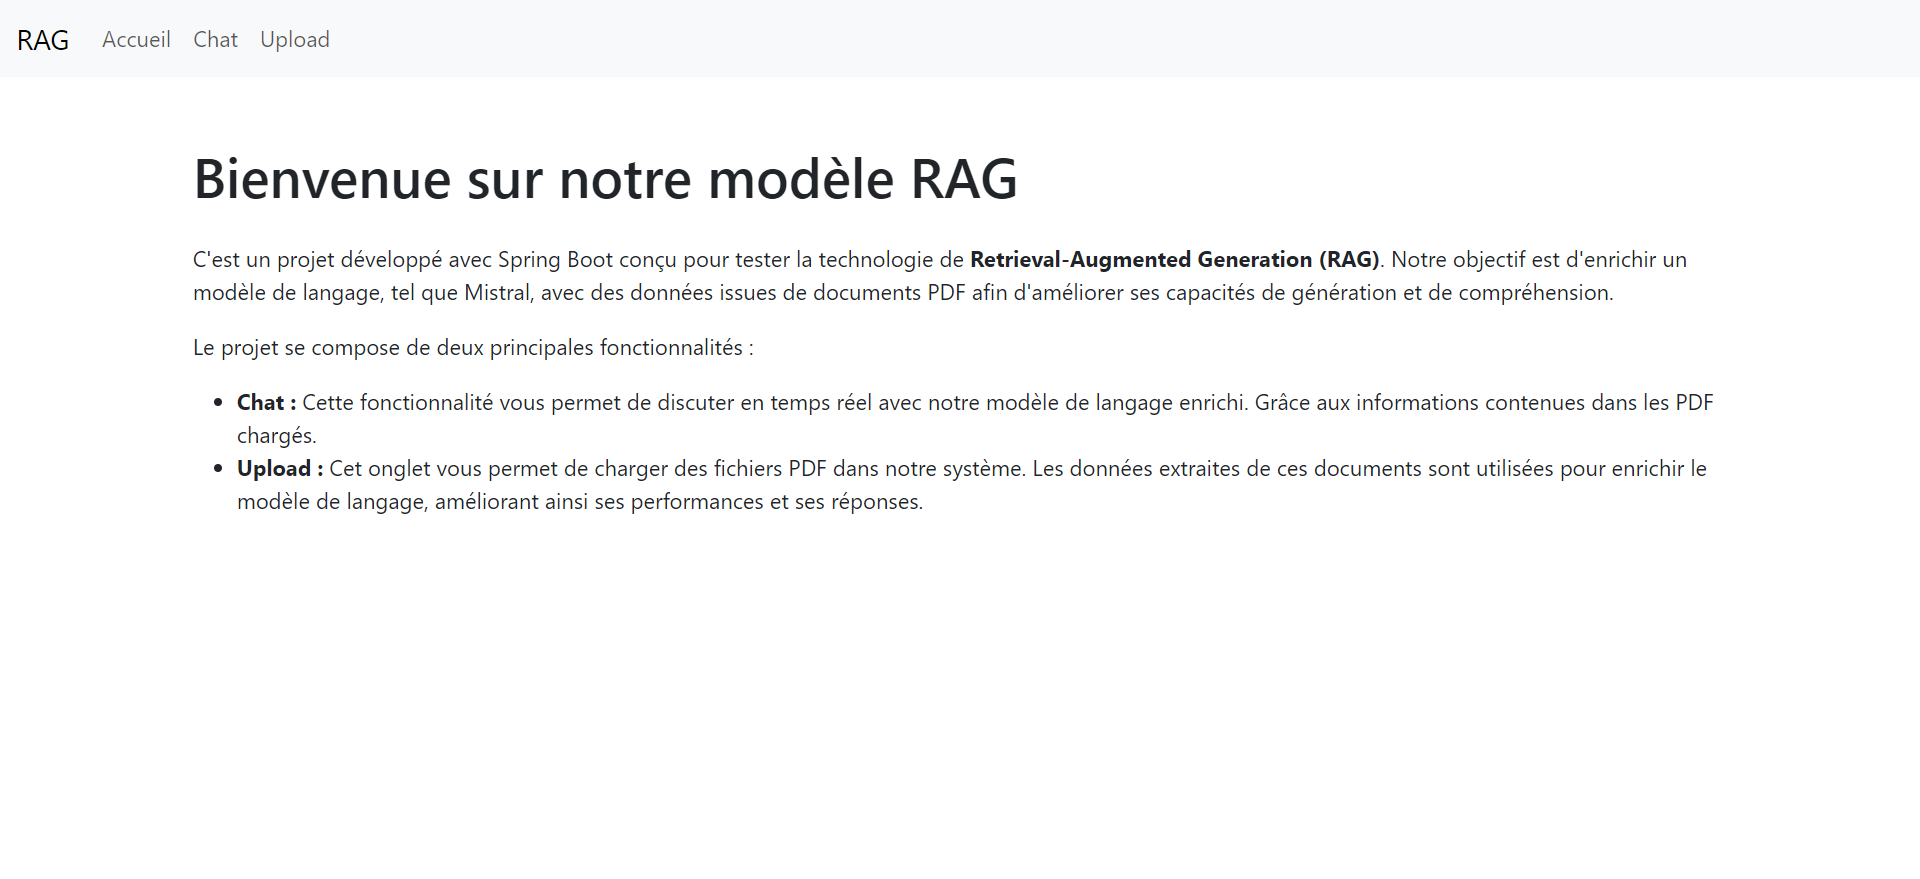 RAG Accueil Chat Upload
Bienvenue sur notre modèle RAG
C'est un projet développé avec Spring Boot conçu pour tester la technologie de Retrieval-Augmented Generation (RAG). Notre objectif est d'enrichir un
modèle de langage, tel que Mistral, avec des données issues de documents PDF afin d'améliorer ses capacités de génération et de compréhension.
Le projet se compose de deux principales fonctionnalités :
• Chat : Cette fonctionnalité vous permet de discuter en temps réel avec notre modèle de langage enrichi. Grâce aux informations contenues dans les PDF
chargés.
• Upload : Cet onglet vous permet de charger des fichiers PDF dans notre système. Les données extraites de ces documents sont utilisées pour enrichir le
modèle de langage, améliorant ainsi ses performances et ses réponses.